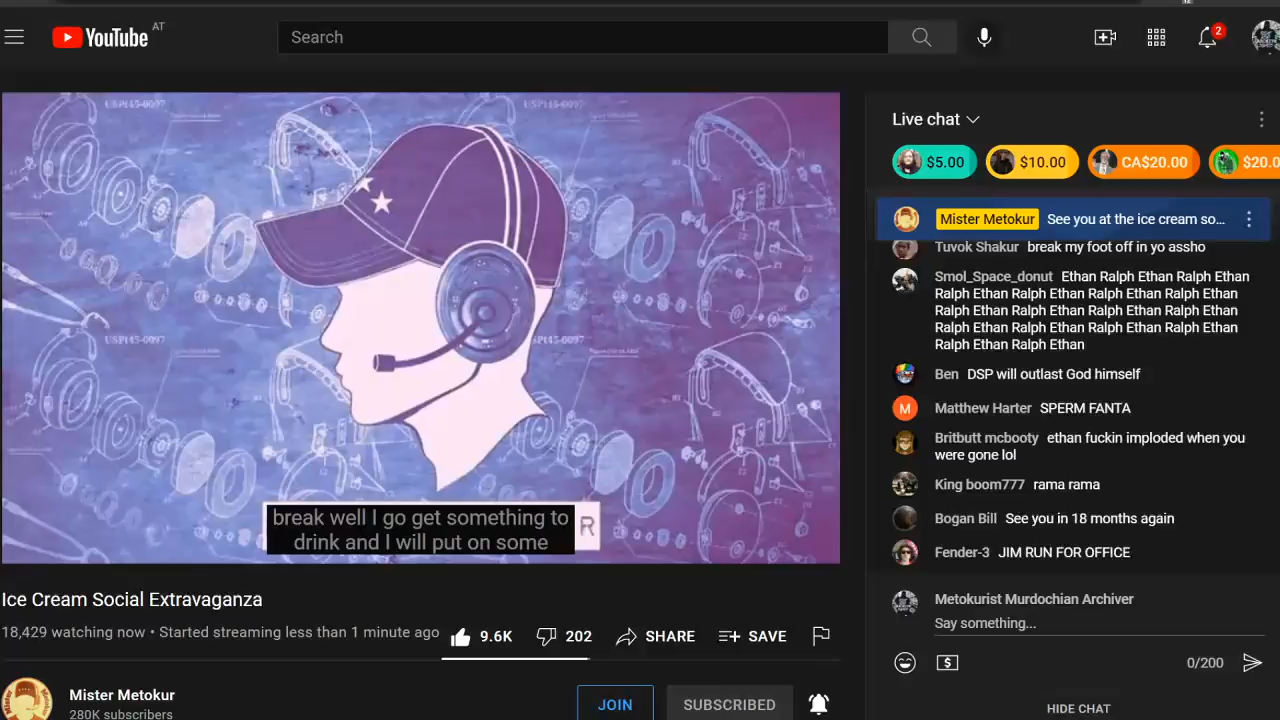 YouTube AT
Search
2
USPt45-0097
USPt45-0097
USPt45-0097
USPt45-0097
break well I go get something to
drink and I will put on some
R
Ice Cream Social Extravaganza
18,429 watching now • Started streaming less than 1 minute ago
9.6K
202
SHARE
SAVE
Mister Metokur
280K subscribers
JOIN
SUBSCRIBED
Live chat
$5.00
$10.00
CA$20.00
$20.0
Mister Metokur See you at the ice cream so...
Tuvok Shakur break my foot off in yo assho
Smol_Space_donut Ethan Ralph Ethan Ralph Ethan
Ralph Ethan Ralph Ethan Ralph Ethan Ralph Ethan
Ralph Ethan Ralph Ethan Ralph Ethan Ralph Ethan
Ralph Ethan Ralph Ethan Ralph Ethan Ralph Ethan
Ralph Ethan Ralph Ethan
Ben DSP will outlast God himself
M
Matthew Harter SPERM FANTA
Britbutt mcbooty ethan fuckin imploded when you
were gone lol
King boom777 rama rama
Bogan Bill See you in 18 months again
Fender-3 JIM RUN FOR OFFICE
Metokurist Murdochian Archiver
Say something...
$
0/200
HIDE CHAT